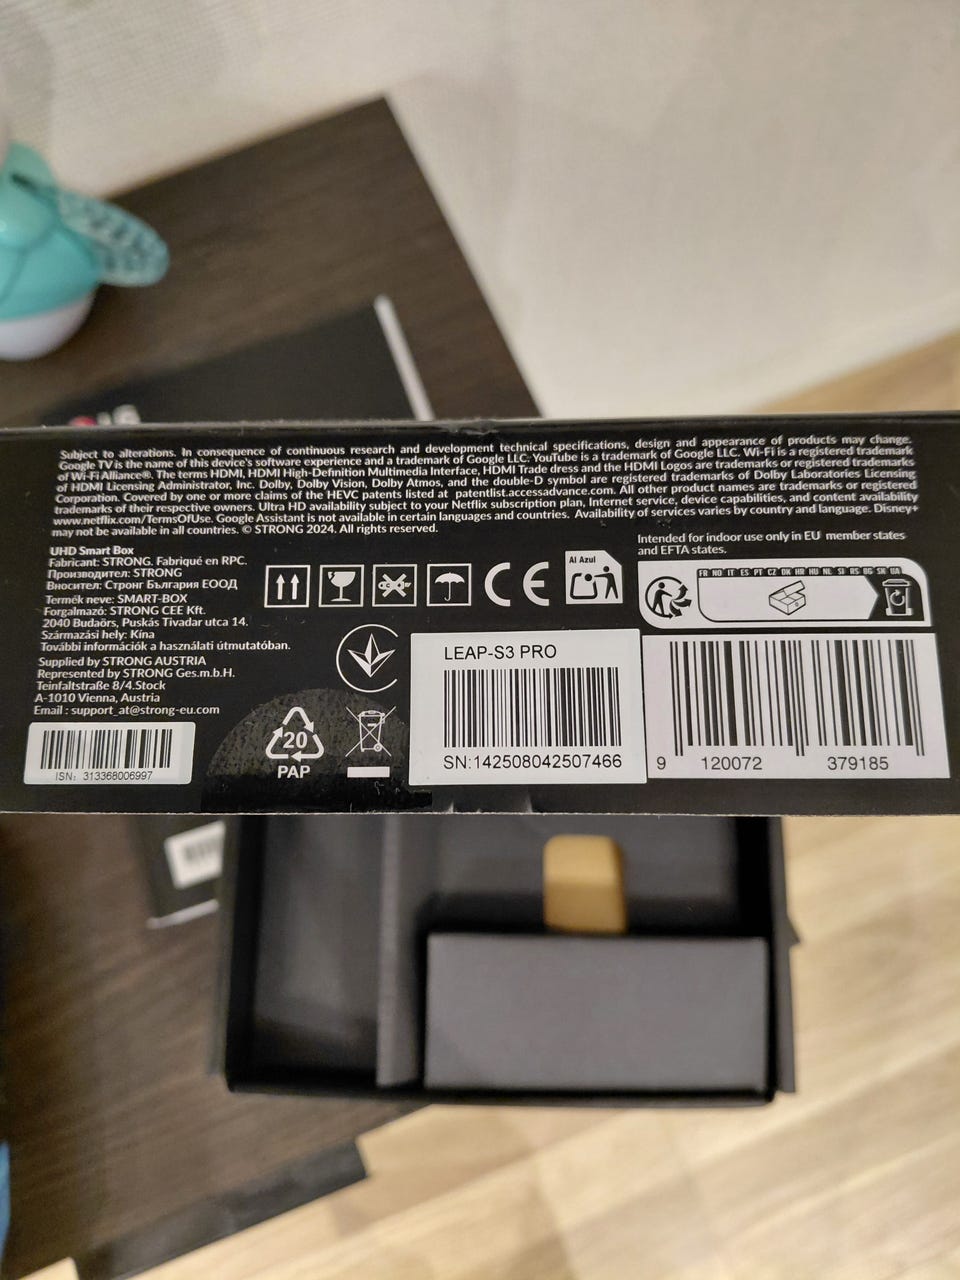 LG
Subject to alterations. In consequence of continuous research and development technical specifications, design and appearance of products may change.
Google TV is the name of this device's software experience and a trademark of Google LLC. YouTube is a trademark of Google LLC. Wi-Fi is a registered trademark
of Wi-Fi Alliance®. The terms HDMI, HDMI High-Definition Multimedia Interface, HDMI Trade dress and the HDMI Logos are trademarks or registered trademarks
of HDMI Licensing Administrator, Inc. Dolby, Dolby Vision, Dolby Atmos, and the double-D symbol are registered trademarks of Dolby Laboratories Licensing
Corporation. Covered by one or more claims of the HEVC patents listed at patentlist.accessadvance.com. All other product names are trademarks or registered
trademarks of their respective owners. Ultra HD availability subject to your Netflix subscription plan, Internet service, device capabilities, and content availability
www.netflix.com/TermsOfUse. Google Assistant is not available in certain languages and countries. Availability of services varies by country and language. Disney+
may not be available in all countries. © STRONG 2024. All rights reserved.
Intended for indoor use only in EU member states
and EFTA states.
UHD Smart Box
Fabricant: STRONG. Fabriqué en RPC.
Производител: STRONG
Вносител: Стронг България ЕООД
Termék neve: SMART-BOX
Forgalmazó: STRONG CEE Kft.
2040 Budaörs, Puskás Tivadar utca 14.
Származási hely: Kína
További információk a használati útmutatóban.
Supplied by STRONG AUSTRIA
Represented by STRONG Ges.m.b.H.
Teinfaltstraße 8/4.Stock
A-1010 Vienna, Austria
Email : support_at@strong-eu.com
CE
Al Azul
FR NO IT ES PT CZ DK HR HU NL SI RS BG SK UA
20
PAP
LEAP-S3 PRO
SN:142508042507466
9 120072 379185
ISN: 313368006997